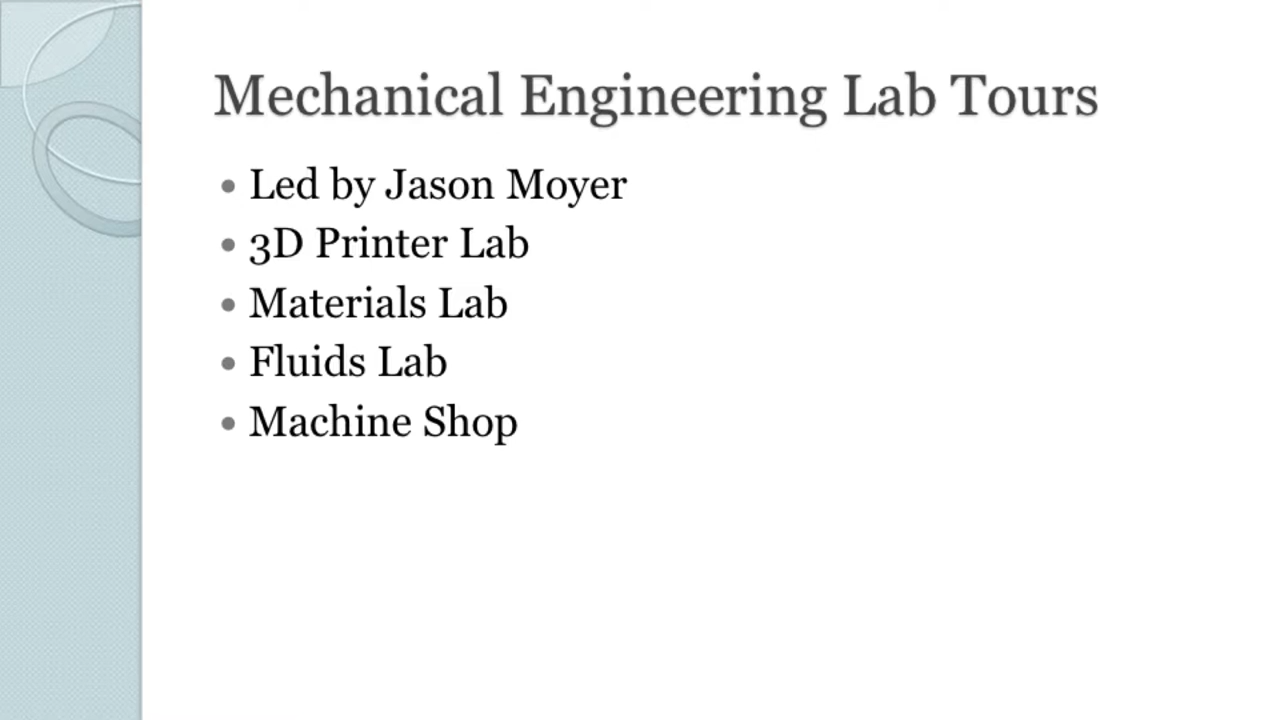 Mechanical Engineering Lab Tours
• Led by Jason Moyer
• 3D Printer Lab
• Materials Lab
• Fluids Lab
• Machine Shop